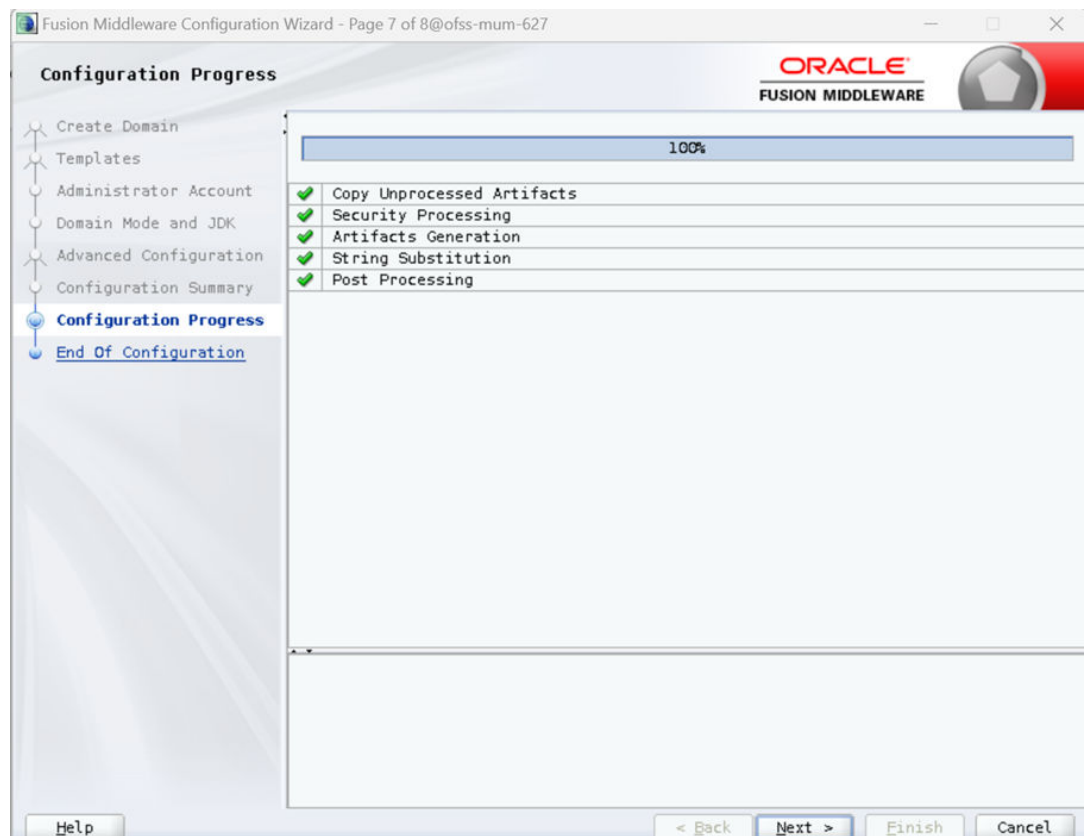 Fusion Middleware Configuration Wizard - Page 7 of 8@ofss-mum-627
Configuration Progress
ORACLE
FUSION MIDDLEWARE
Create Domain
Templates
Administrator Account
Domain Mode and JDK
Advanced Configuration
Configuration Summary
Configuration Progress
End Of Configuration
100%
Copy Unprocessed Artifacts
Security Processing
Artifacts Generation
String Substitution
Post Processing
Help
< Back
Next >
Finish
Cancel